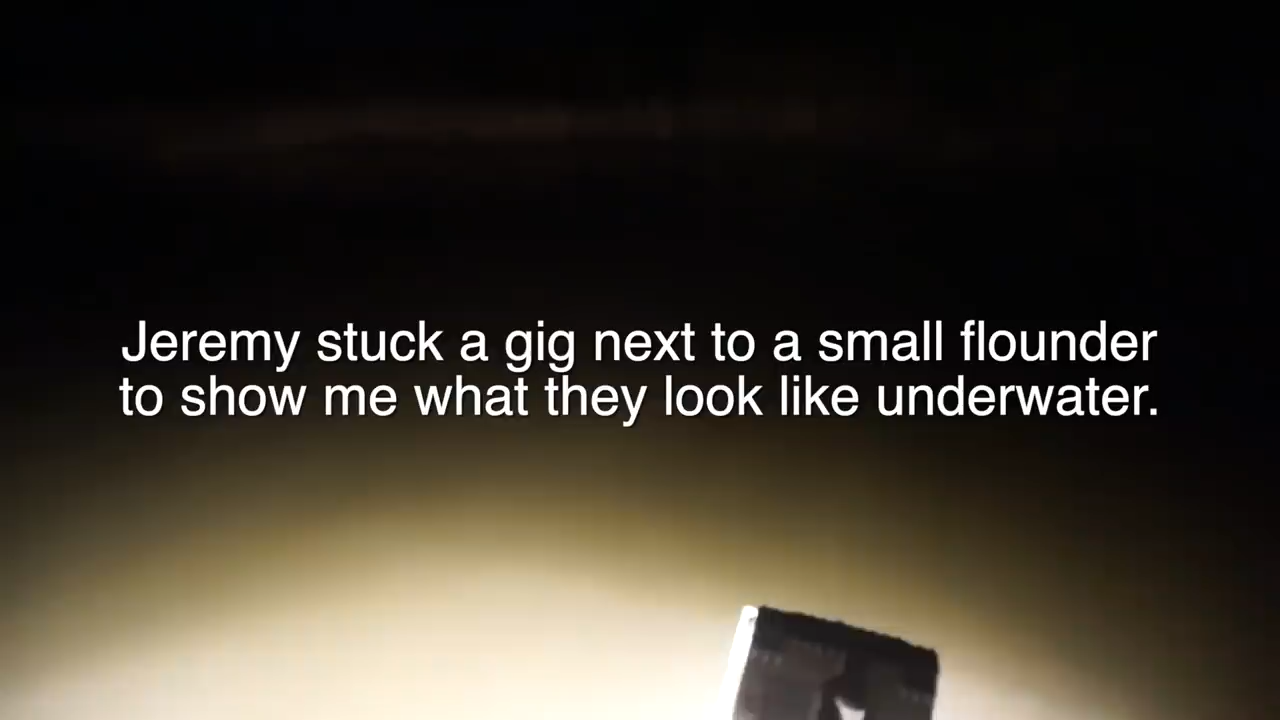 Jeremy stuck a gig next to a small flounder
to show me what they look like underwater.